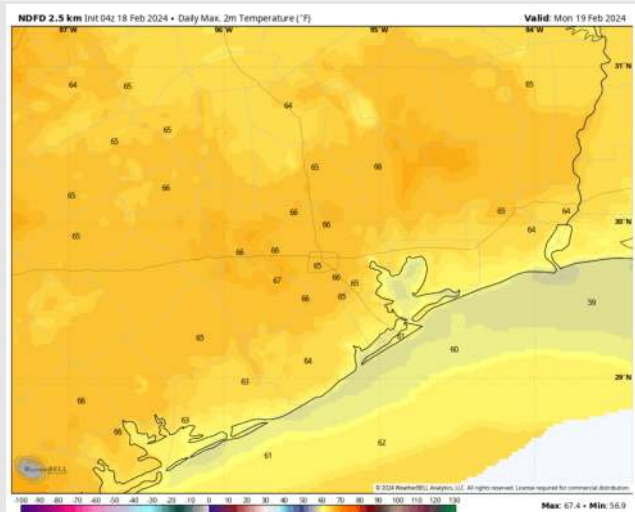 NDFD 2.5 km Init 04z 18 Feb 2024 • Daily Max. 2m Temperature (°F) Valid: Mon 19 Feb 2024
97°W 96°W 95°W 94°W
31°N
64 65 65
64
65
65
65 68
66
65
66 65 64
66
65 64
30°N
66 66
65
67 66
65
66 65
59
61
65 60
64
29°N
63
66
63
66
62
61
WeatherBELL
© 2024 WeatherBELL Analytics, LLC. All rights reserved. License required for commercial distribution.
-100 -90 -80 -70 -60 -50 -40 -30 -20 -10 0 10 20 30 40 50 60 70 80 90 100 110 120 130
Max: 67.4 • Min: 56.9